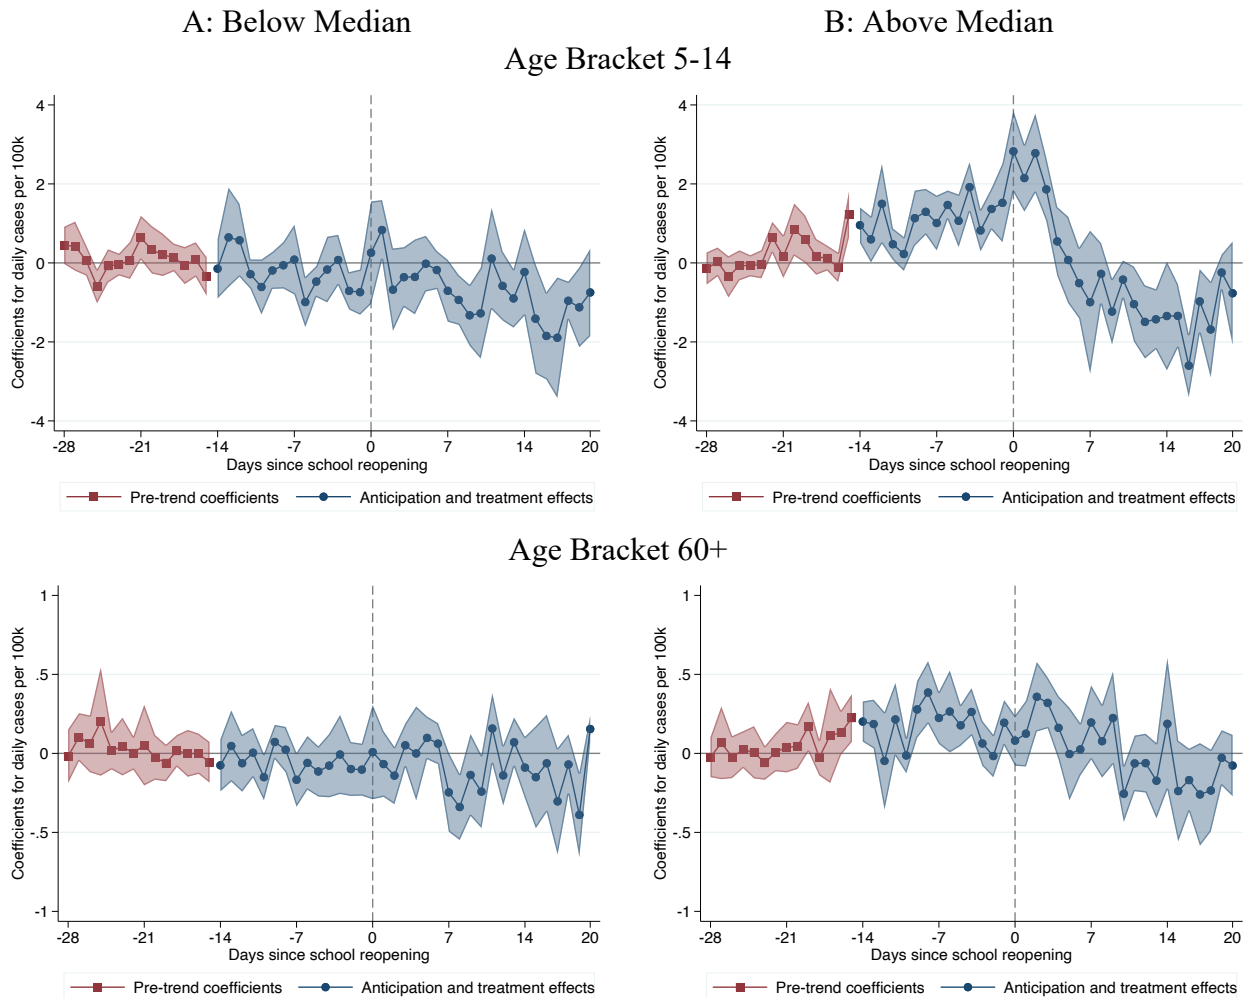 A: Below Median
B: Above Median
Age Bracket 5-14
Coefficients for daily cases per 100k
4
2
0
-2
-4
-28 -21 -14 -7 0 7 14 20
Days since school reopening
Pre-trend coefficients Anticipation and treatment effects
Coefficients for daily cases per 100k
4
2
0
-2
-4
-28 -21 -14 -7 0 7 14 20
Days since school reopening
Pre-trend coefficients Anticipation and treatment effects
Age Bracket 60+
Coefficients for daily cases per 100k
1
.5
0
-.5
-1
-28 -21 -14 -7 0 7 14 20
Days since school reopening
Pre-trend coefficients Anticipation and treatment effects
Coefficients for daily cases per 100k
1
.5
0
-.5
-1
-28 -21 -14 -7 0 7 14 20
Days since school reopening
Pre-trend coefficients Anticipation and treatment effects